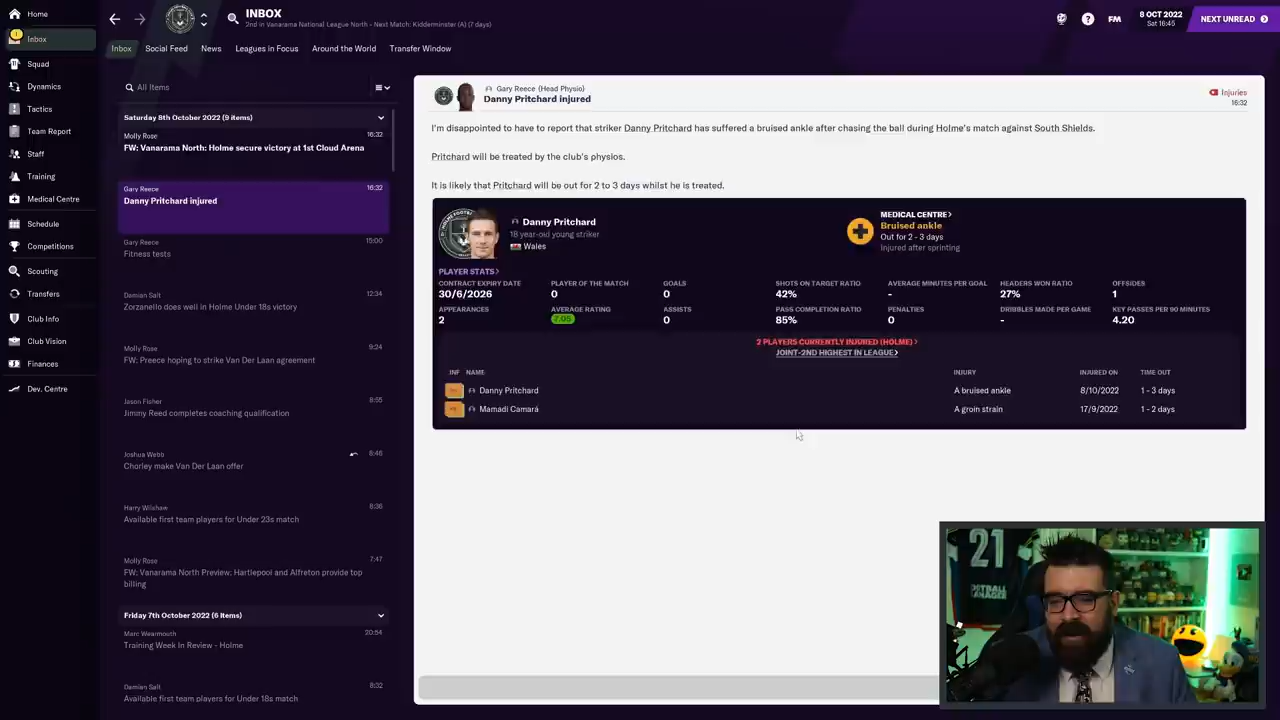 Home
Inbox
Squad
Dynamics
Tactics
Team Report
Staff
Training
Medical Centre
Schedule
Competitions
Scouting
Transfers
Club Info
Club Vision
Finances
Dev. Centre
INBOX
2nd in Vanarama National League North - Next Match: Kidderminster (A) (7 days)
FM
8 OCT 2022
Sat 16:45
NEXT UNREAD
Inbox
Social Feed
News
Leagues in Focus
Around the World
Transfer Window
All Items
Saturday 8th October 2022 (9 items)
Molly Rose
16:32
FW: Vanarama North: Holme secure victory at 1st Cloud Arena
Gary Reece
16:32
Danny Pritchard injured
Gary Reece
15:00
Fitness tests
Damian Salt
12:34
Zorzanello does well in Holme Under 18s victory
Molly Rose
9:24
FW: Preece hoping to strike Van Der Laan agreement
Jason Fisher
8:55
Jimmy Reed completes coaching qualification
Joshua Webb
8:46
Chorley make Van Der Laan offer
Harry Wilshaw
8:36
Available first team players for Under 23s match
Molly Rose
7:47
FW: Vanarama North Preview: Hartlepool and Alfreton provide top
billing
Friday 7th October 2022 (6 items)
Marc Wearmouth
20:54
Training Week In Review - Holme
Damian Salt
8:32
Available first team players for Under 18s match
Gary Reece (Head Physio)
Danny Pritchard injured
Injuries
16:32
I'm disappointed to have to report that striker Danny Pritchard has suffered a bruised ankle after chasing the ball during Holme's match against South Shields.
Pritchard will be treated by the club's physios.
It is likely that Pritchard will be out for 2 to 3 days whilst he is treated.
Danny Pritchard
18 year-old young striker
Wales
MEDICAL CENTRE>
Bruised ankle
Out for 2 - 3 days
Injured after sprinting
PLAYER STATS>
CONTRACT EXPIRY DATE
30/6/2026
PLAYER OF THE MATCH
0
GOALS
0
SHOTS ON TARGET RATIO
42%
AVERAGE MINUTES PER GOAL
-
HEADERS WON RATIO
27%
OFFSIDES
1
APPEARANCES
2
AVERAGE RATING
7.05
ASSISTS
0
PASS COMPLETION RATIO
85%
PENALTIES
0
DRIBBLES MADE PER GAME
-
KEY PASSES PER 90 MINUTES
4.20
2 PLAYERS CURRENTLY INJURED (HOLME) >
JOINT-2ND HIGHEST IN LEAGUE>
INF NAME
INJURY
INJURED ON
TIME OUT
Danny Pritchard
A bruised ankle
8/10/2022
1 - 3 days
Mamadi Camará
A groin strain
17/9/2022
1 - 2 days
21